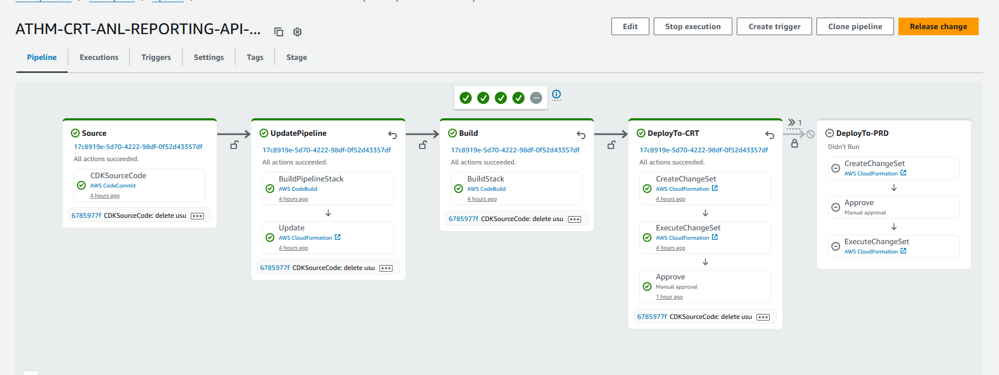 ATHM-CRT-ANL-REPORTING-API-...
Edit
Stop execution
Create trigger
Clone pipeline
Release change
Pipeline
Executions
Triggers
Settings
Tags
Stage
Source
17c8919e-5d70-4222-98df-0f52d43357df
All actions succeeded.
CDKSourceCode
AWS CodeCommit
4 hours ago
6785977f CDKSourceCode: delete usu
UpdatePipeline
17c8919e-5d70-4222-98df-0f52d43357df
All actions succeeded.
BuildPipelineStack
AWS CodeBuild
4 hours ago
Update
AWS CloudFormation
4 hours ago
6785977f CDKSourceCode: delete usu
Build
17c8919e-5d70-4222-98df-0f52d43357df
All actions succeeded.
BuildStack
AWS CodeBuild
4 hours ago
6785977f CDKSourceCode: delete usu
DeployTo-CRT
17c8919e-5d70-4222-98df-0f52d43357df
All actions succeeded.
CreateChangeSet
AWS CloudFormation
4 hours ago
ExecuteChangeSet
AWS CloudFormation
4 hours ago
Approve
Manual approval
1 hour ago
6785977f CDKSourceCode: delete usu
1
DeployTo-PRD
Didn't Run
CreateChangeSet
AWS CloudFormation
Approve
Manual approval
ExecuteChangeSet
AWS CloudFormation